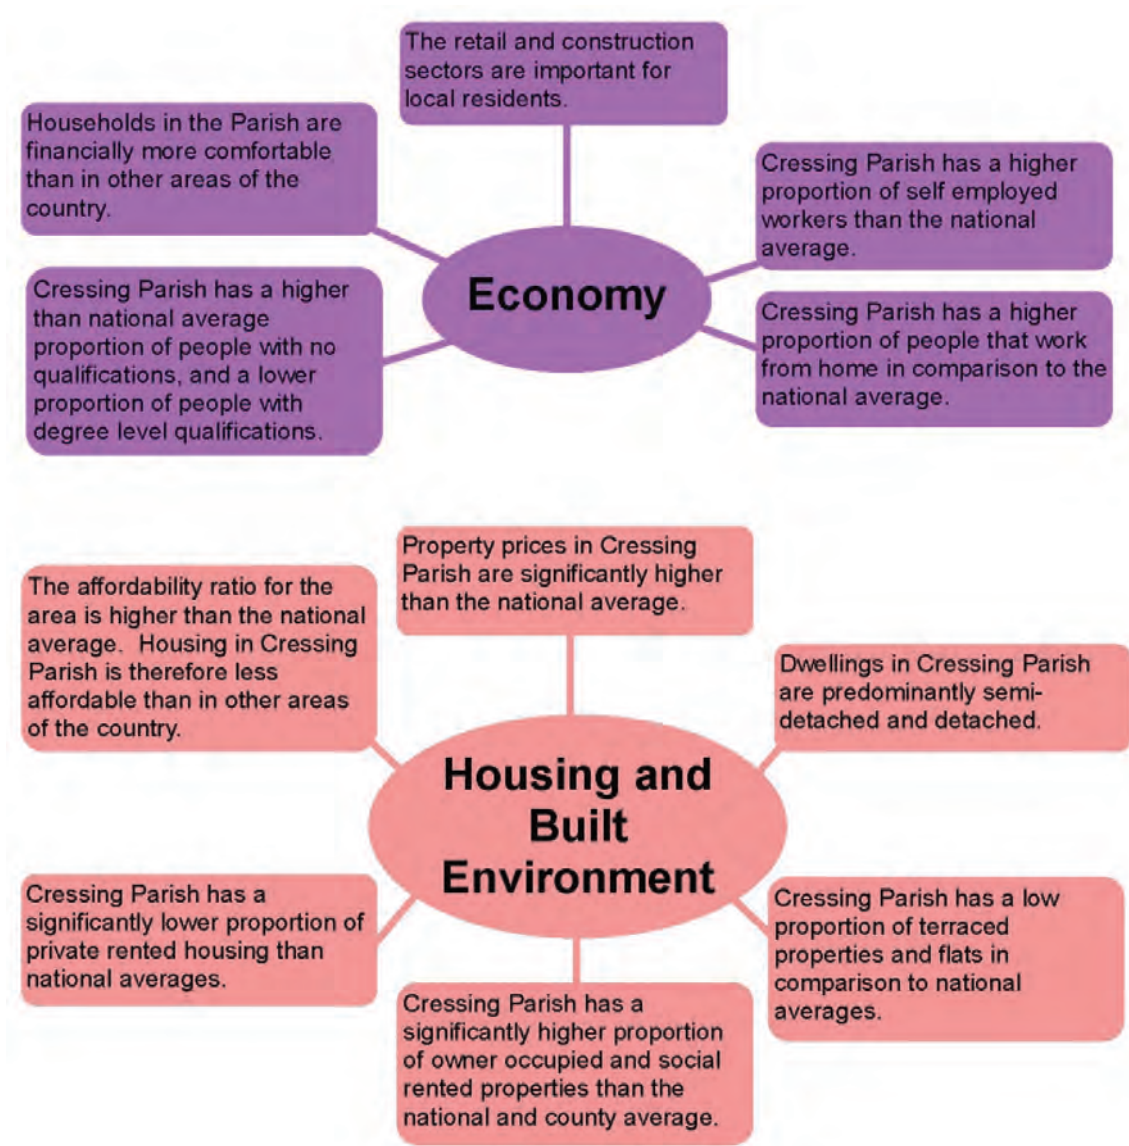 The retail and construction
sectors are important for
local residents.
Households in the Parish are
financially more comfortable
than in other areas of the
country.
Cressing Parish has a higher
proportion of self employed
workers than the national
average.
Economy
Cressing Parish has a higher
than national average
proportion of people with no
qualifications, and a lower
proportion of people with
degree level qualifications.
Cressing Parish has a higher
proportion of people that work
from home in comparison to the
national average.
Property prices in Cressing
Parish are significantly higher
than the national average.
The affordability ratio for the
area is higher than the national
average.  Housing in Cressing
Parish is therefore less
affordable than in other areas
of the country.
Dwellings in Cressing Parish
are predominantly semi-
detached and detached.
Housing and
Built
Environment
Cressing Parish has a
significantly lower proportion of
private rented housing than
national averages.
Cressing Parish has a low
proportion of terraced
properties and flats in
comparison to national
averages.
Cressing Parish has a
significantly higher proportion
of owner occupied and social
rented properties than the
national and county average.